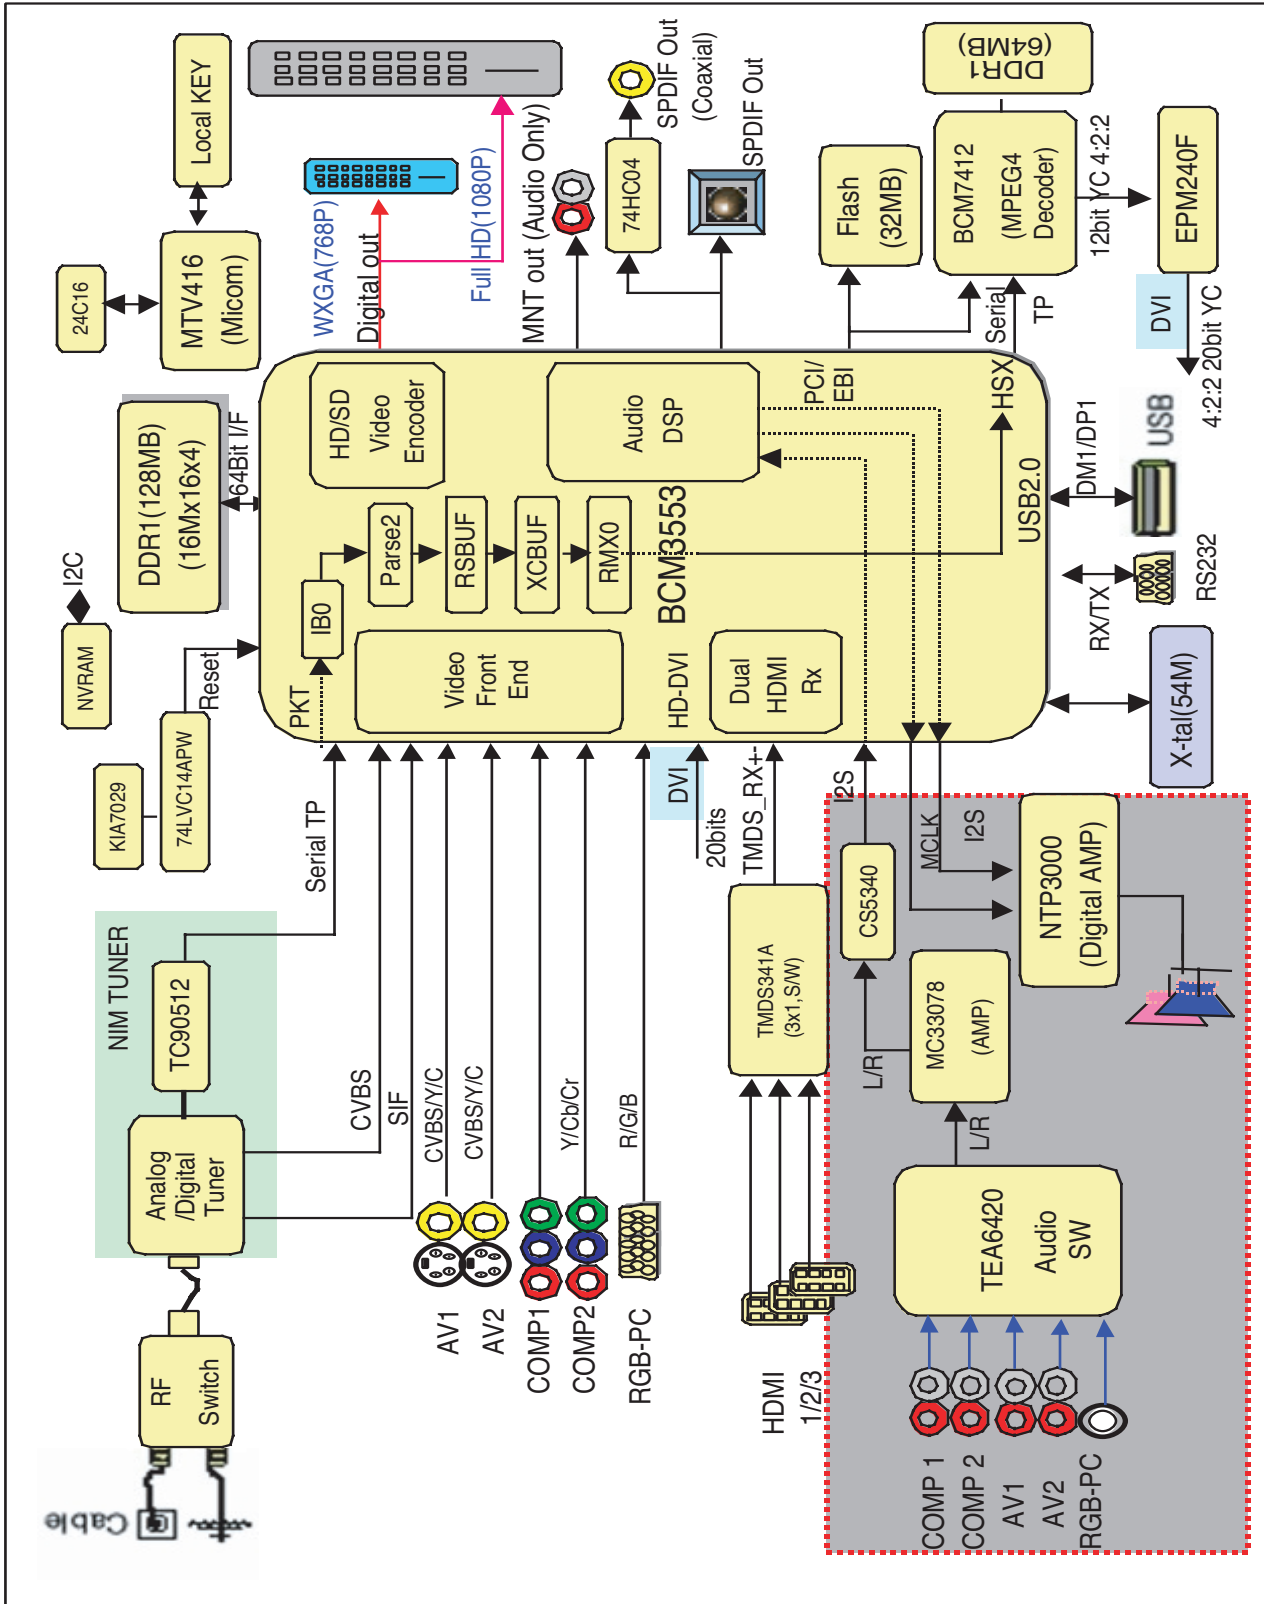 Cable
RF
Switch
NIM TUNER
Analog
/Digital
Tuner
TC90512
KIA7029
74LVC14APW
Reset
NVRAM
I2C
DDR1(128MB)
(16Mx16x4)
64Bit I/F
24C16
MTV416
(Micom)
Local KEY
Serial TP
CVBS
SIF
CVBS/Y/C
CVBS/Y/C
Y/Cb/Cr
R/G/B
AV1
AV2
COMP1
COMP2
RGB-PC
DVI
20bits
HD-DVI
TMDS_RX+-
TMDS341A
(3x1,S/W)
HDMI
1/2/3
PKT
IB0
Parse2
RSBUF
XCBUF
RMX0
BCM3553
Video
Front
End
Dual
HDMI
Rx
HD/SD
Video
Encoder
Audio
DSP
PCI/
EBI
HSX
USB2.0
WXGA(768P)
Digital out
Full HD(1080P)
MNT out (Audio Only)
74HC04
SPDIF Out
(Coaxial)
SPDIF Out
Flash
(32MB)
DDR1
(64MB)
BCM7412
(MPEG4
Decoder)
Serial
TP
12bit YC 4:2:2
EPM240F
DVI
4:2:2 20bit YC
DM1/DP1
USB
RX/TX
RS232
X-tal(54M)
I2S
CS5340
MCLK
I2S
L/R
MC33078
(AMP)
NTP3000
(Digital AMP)
L/R
TEA6420
Audio
SW
COMP 1
COMP 2
AV1
AV2
RGB-PC